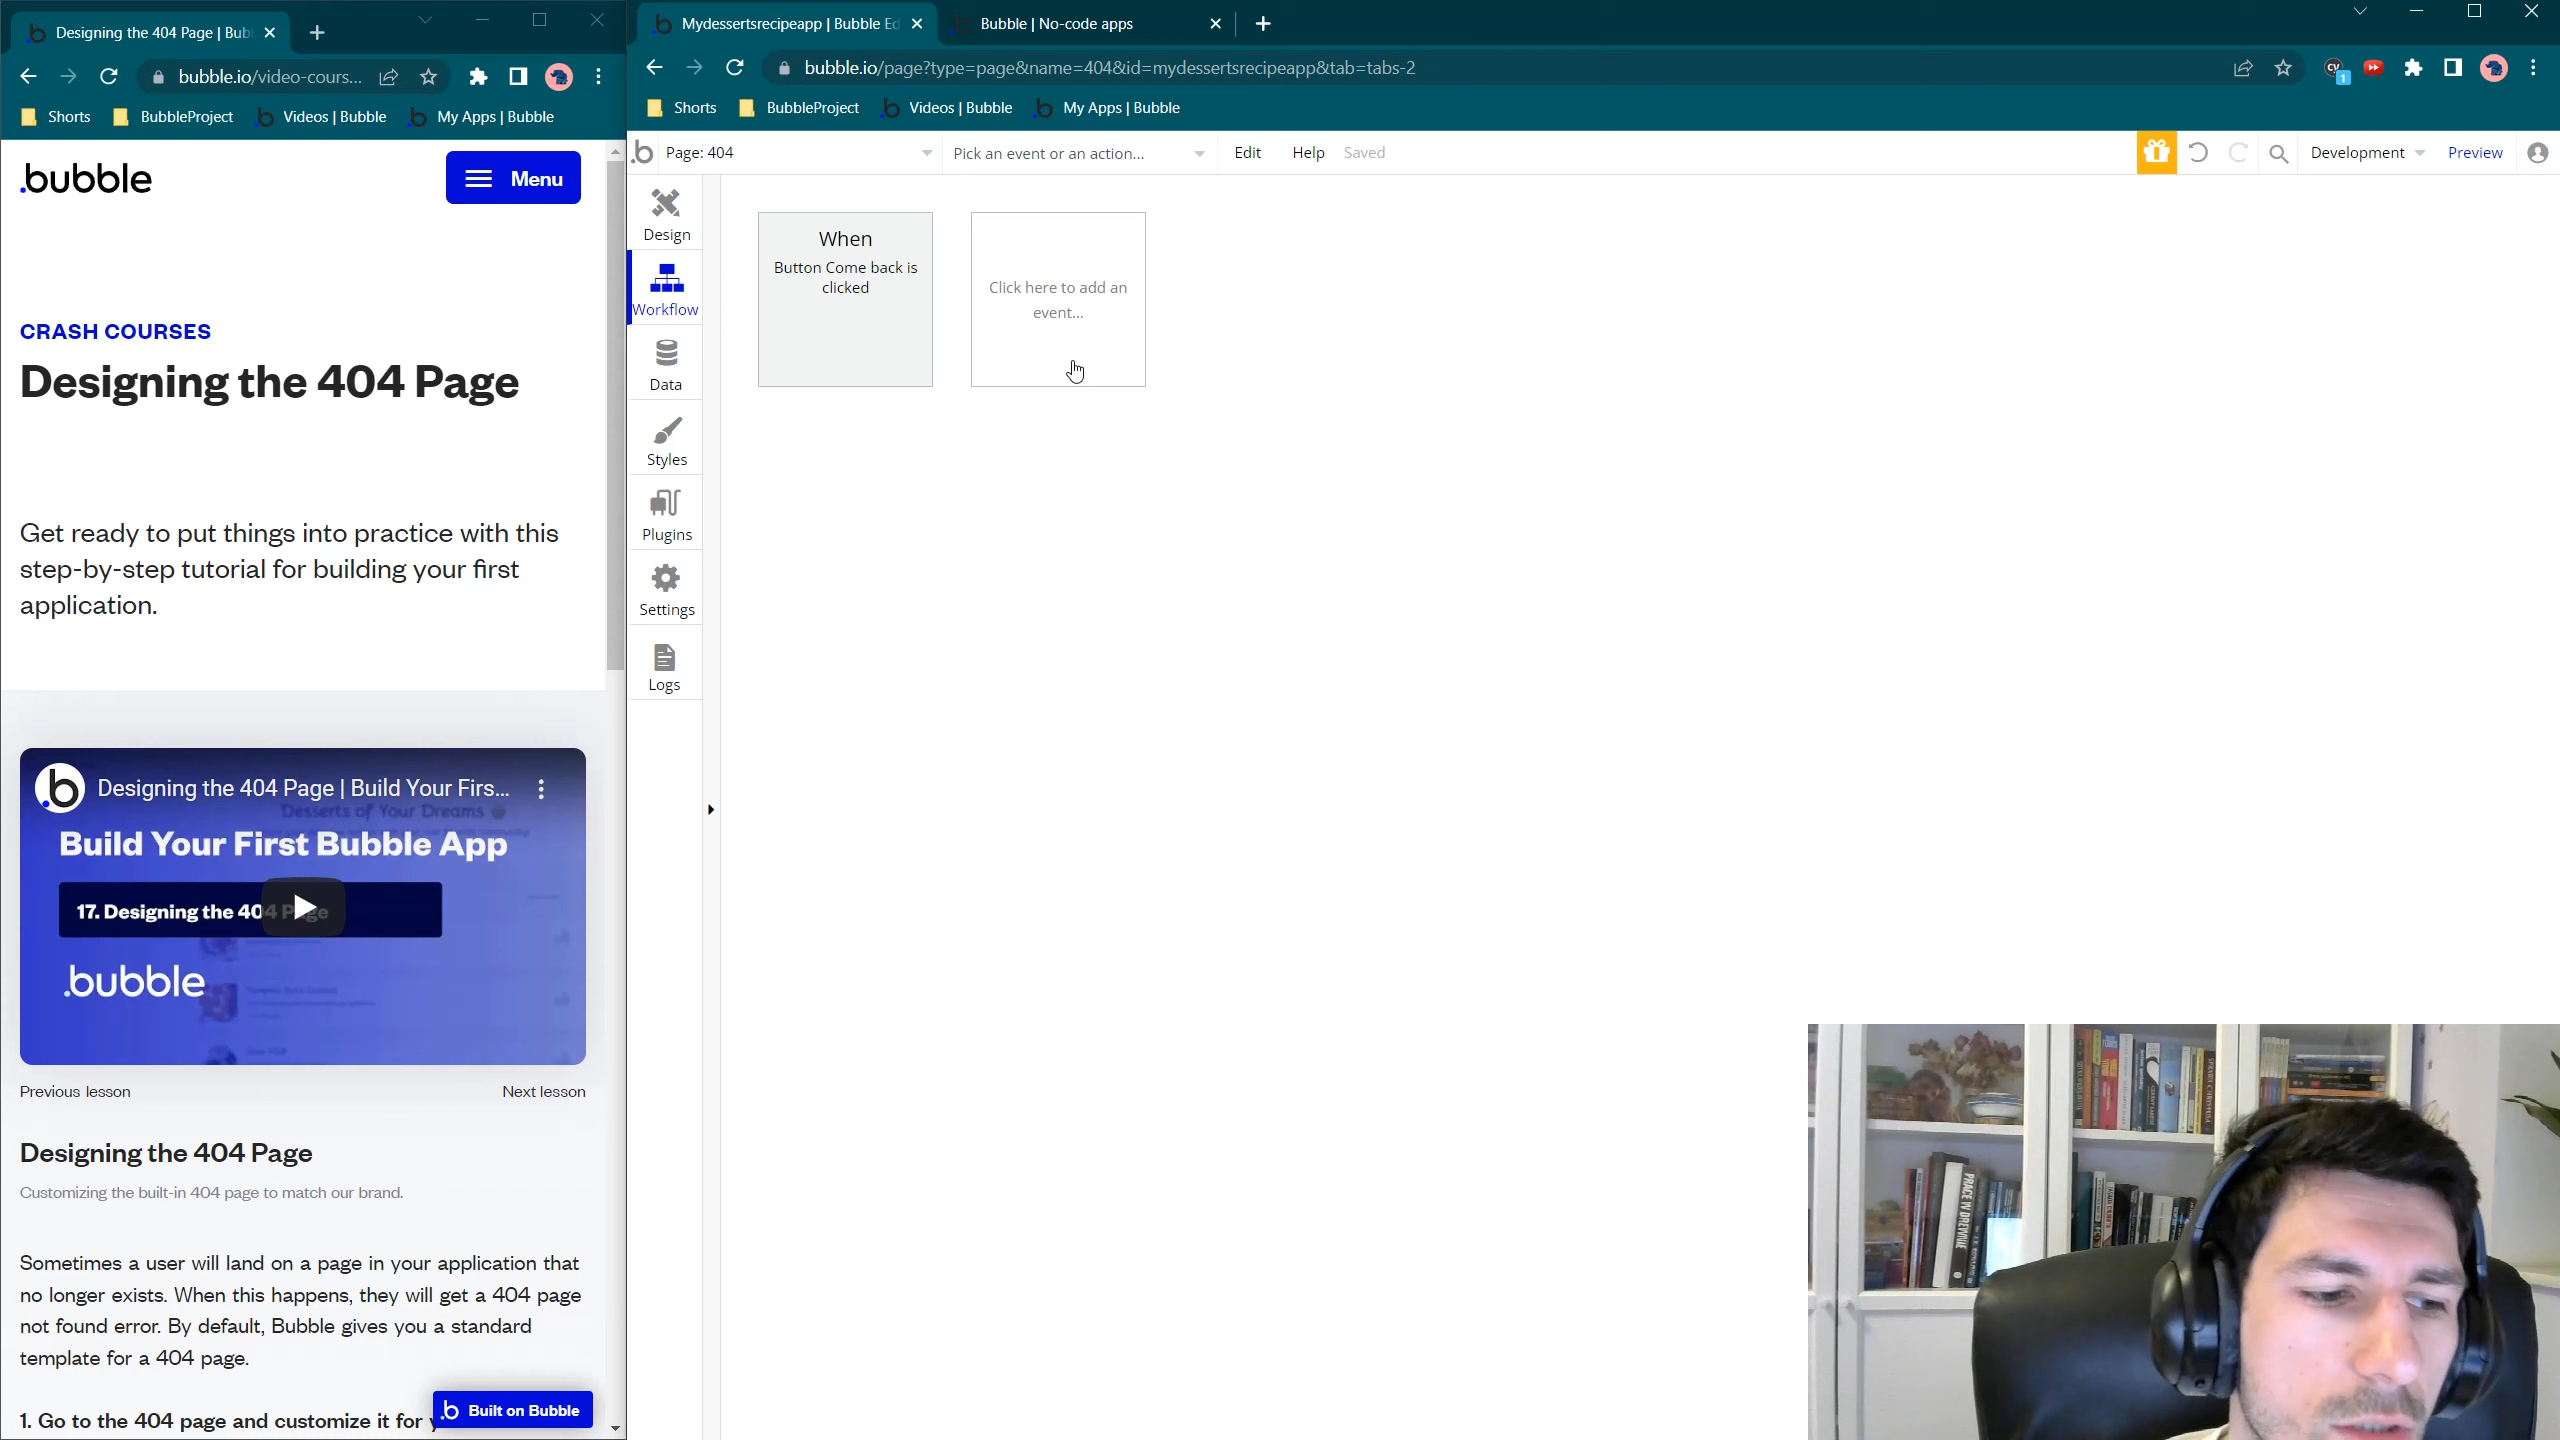 Designing the 404 Page | Bub
bubble.io/video-cours...
Shorts
BubbleProject
Videos | Bubble
My Apps | Bubble
.bubble
Menu
CRASH COURSES
Designing the 404 Page
Get ready to put things into practice with this
step-by-step tutorial for building your first
application.
Designing the 404 Page | Build Your Firs...
Desserts of Your Dreams
Build Your First Bubble App
17. Designing the 404 Page
.bubble
Previous lesson
Next lesson
Designing the 404 Page
Customizing the built-in 404 page to match our brand.
Sometimes a user will land on a page in your application that
no longer exists. When this happens, they will get a 404 page
not found error. By default, Bubble gives you a standard
template for a 404 page.
1. Go to the 404 page and customize it for
Built on Bubble
Mydessertsrecipeapp | Bubble Ed
Bubble | No-code apps
bubble.io/page?type=page&name=404&id=mydessertsrecipeapp&tab=tabs-2
CV
1
Shorts
BubbleProject
Videos | Bubble
My Apps | Bubble
Page: 404
Pick an event or an action...
Edit
Help
Saved
Development
Preview
Design
Workflow
Data
Styles
Plugins
Settings
Logs
When
Button Come back is
clicked
Click here to add an
event...